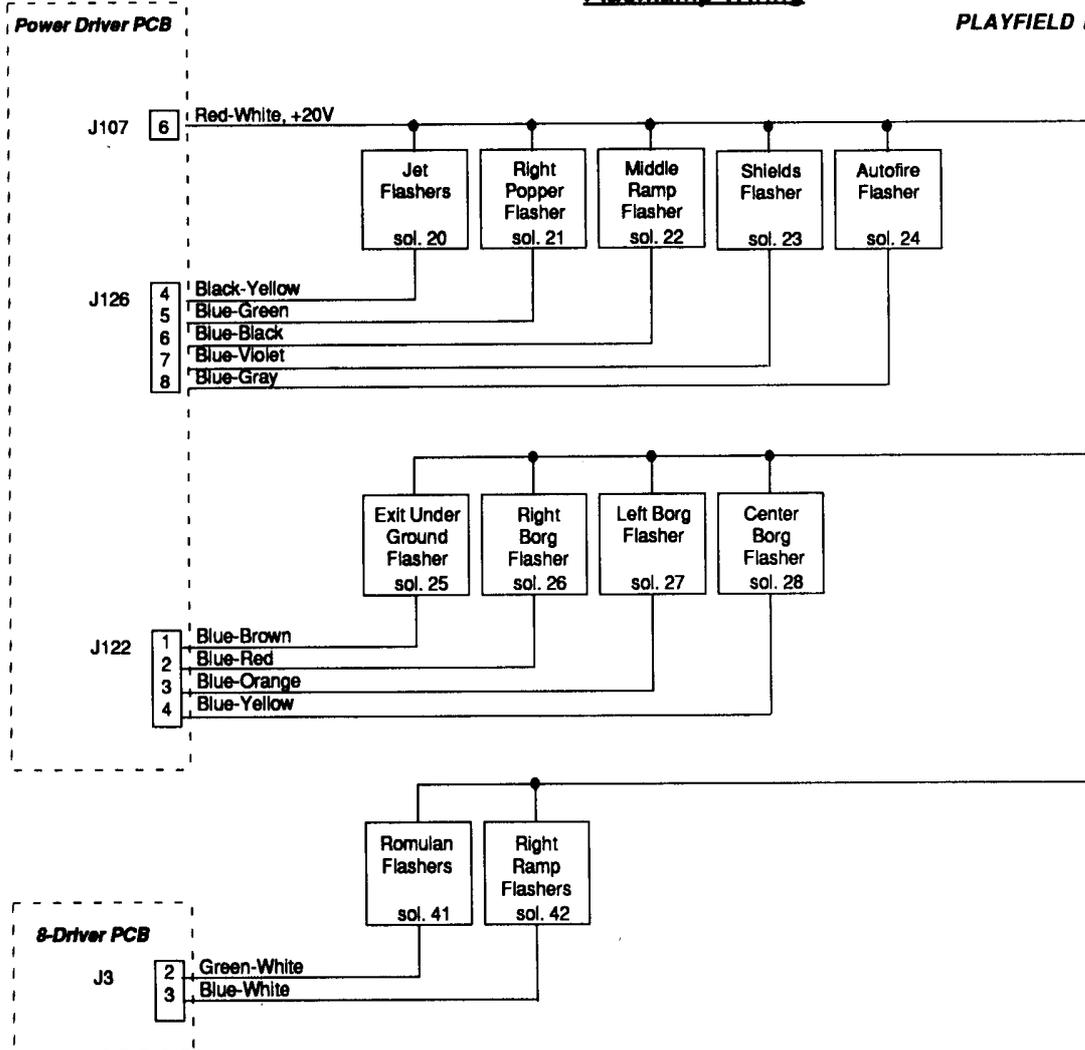 Power Driver PCB
PLAYFIELD
J107
6
Red-White, +20V
Jet
Flashers
sol. 20
Right
Popper
Flasher
sol. 21
Middle
Ramp
Flasher
sol. 22
Shields
Flasher
sol. 23
Autofire
Flasher
sol. 24
J126
4
Black-Yellow
5
Blue-Green
6
Blue-Black
7
Blue-Violet
8
Blue-Gray
Exit Under
Ground
Flasher
sol. 25
Right
Borg
Flasher
sol. 26
Left Borg
Flasher
sol. 27
Center
Borg
Flasher
sol. 28
J122
1
Blue-Brown
2
Blue-Red
3
Blue-Orange
4
Blue-Yellow
Romulan
Flashers
sol. 41
Right
Ramp
Flashers
sol. 42
8-Driver PCB
J3
2
Green-White
3
Blue-White